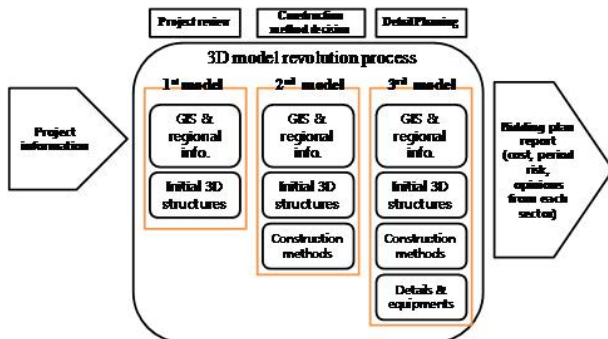 Project review
Construction
method decision
Detail Planning
3D model revolution process
1st model
2nd model
3rd model
Project
information
GIS &
regional
info.
Initial 3D
structures
GIS &
regional
info.
Initial 3D
structures
Construction
methods
GIS &
regional
info.
Initial 3D
structures
Construction
methods
Details &
equipments
Bidding plan
report
(cost, period
risk,
opinions
from each
sector)